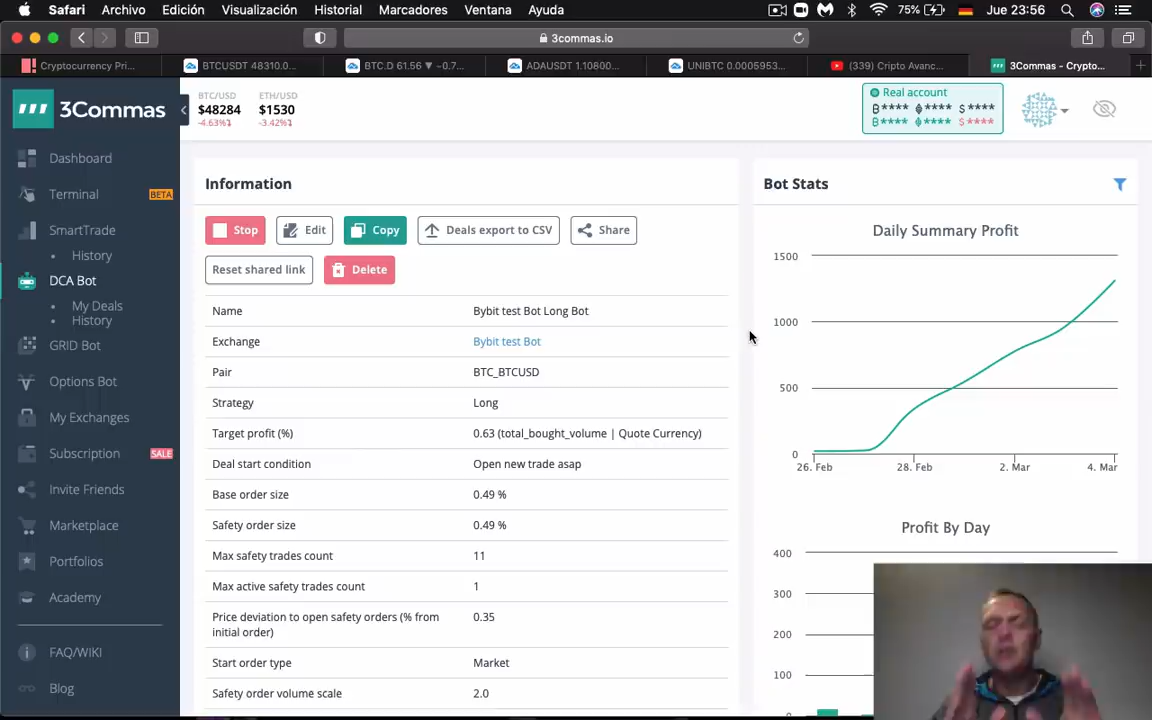 Safari Archivo Edición Visualización Historial Marcadores Ventana Ayuda 75% Jue 23:56
3commas.io
Cryptocurrency Pri... BTCUSDT 48310.0... BTC.D 61.56 ▼ −0.7... ADAUSDT 1.10800... UNIBTC 0.0005953... (339) Cripto Avanc... 3Commas - Crypto...
3Commas
BTC/USD ETH/USD
$48284 $1530
-4.63% -3.42%
Real account
₿**** **** $****
₿**** **** $****
Dashboard
Terminal BETA
SmartTrade
History
DCA Bot
My Deals
History
GRID Bot
Options Bot
My Exchanges
Subscription SALE
Invite Friends
Marketplace
Portfolios
Academy
FAQ/WIKI
Blog
Information
Stop Edit Copy Deals export to CSV Share
Reset shared link Delete
Name Bybit test Bot Long Bot
Exchange Bybit test Bot
Pair BTC_BTCUSD
Strategy Long
Target profit (%) 0.63 (total_bought_volume | Quote Currency)
Deal start condition Open new trade asap
Base order size 0.49 %
Safety order size 0.49 %
Max safety trades count 11
Max active safety trades count 1
Price deviation to open safety orders (% from initial order) 0.35
Start order type Market
Safety order volume scale 2.0
Bot Stats
Daily Summary Profit
1500
1000
500
0
26. Feb 28. Feb 2. Mar 4. Mar
Profit By Day
400
300
200
100
0